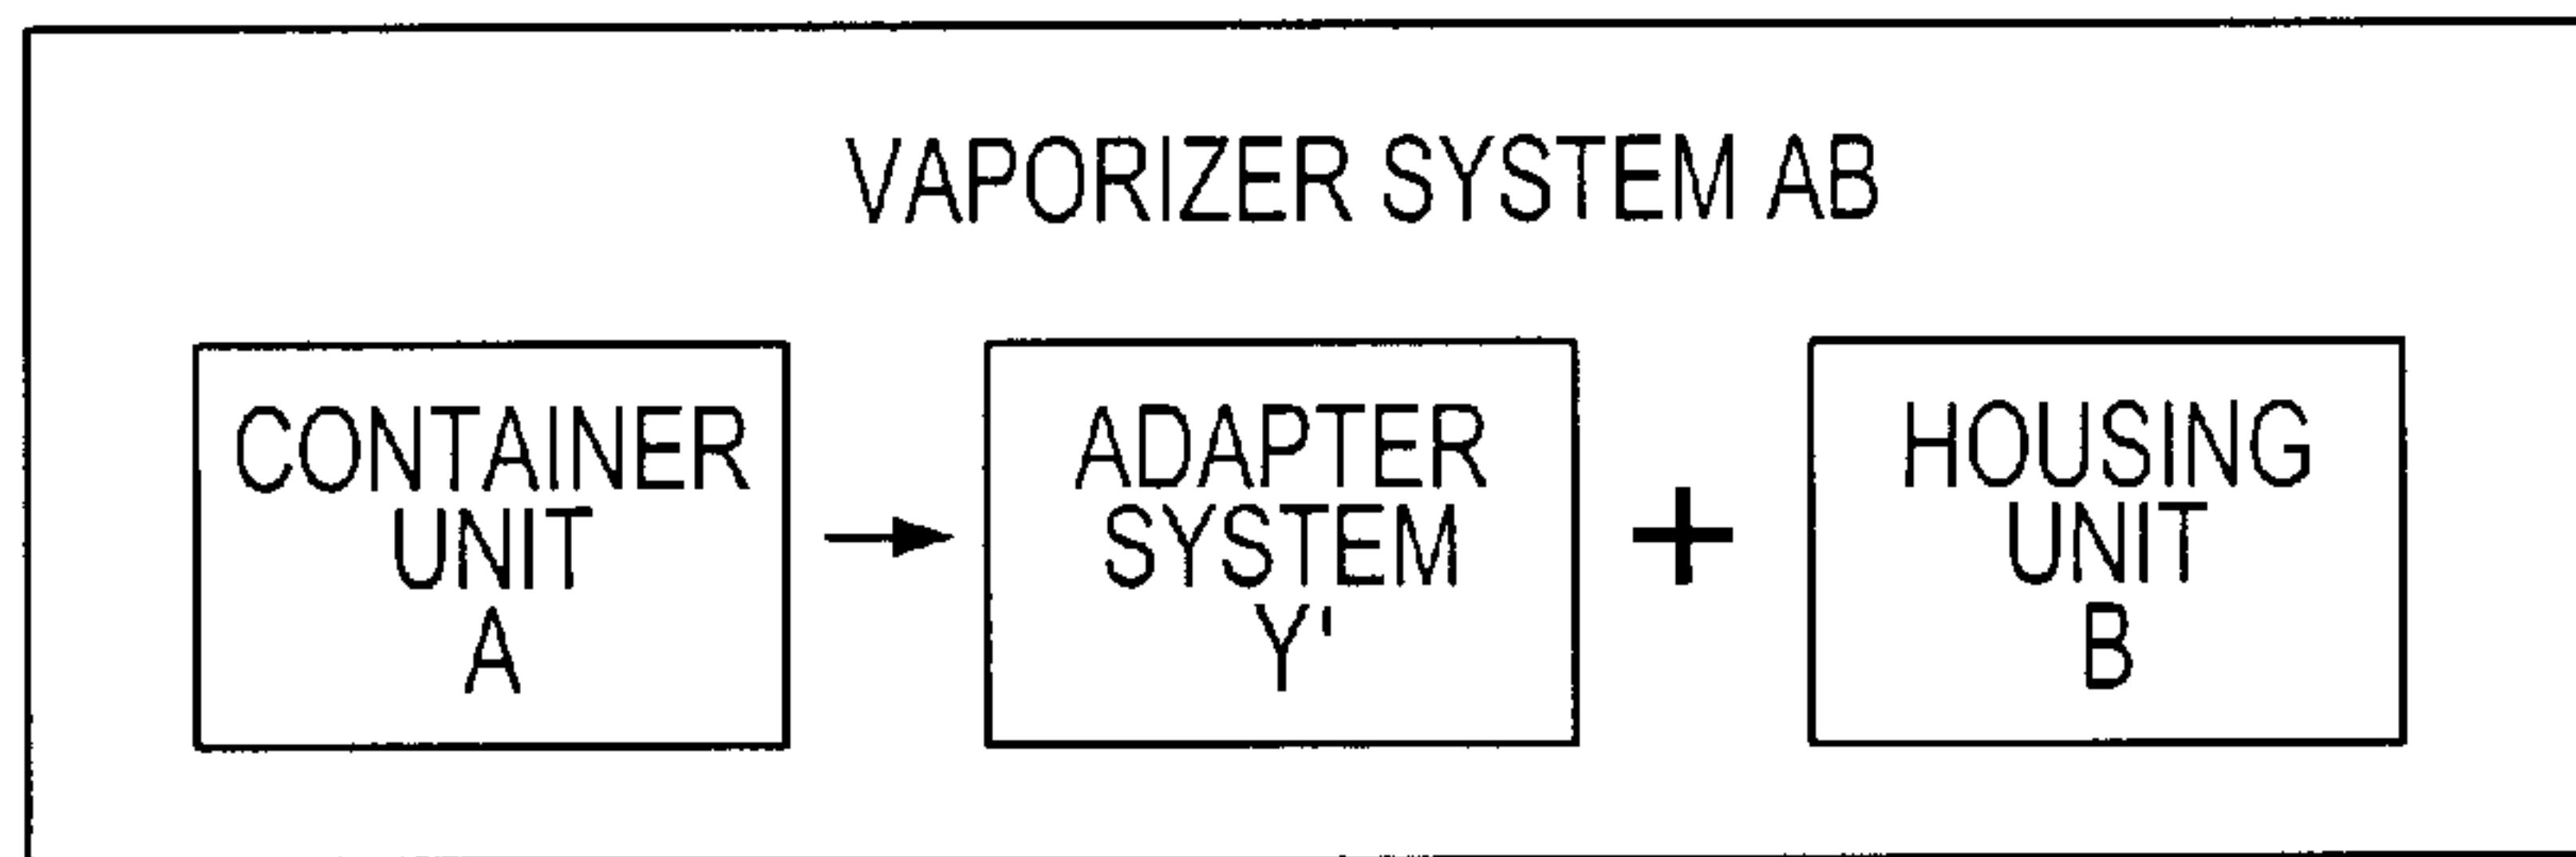 VAPORIZER SYSTEM AB
CONTAINER
UNIT
A
ADAPTER
SYSTEM
Y'
+
HOUSING
UNIT
B